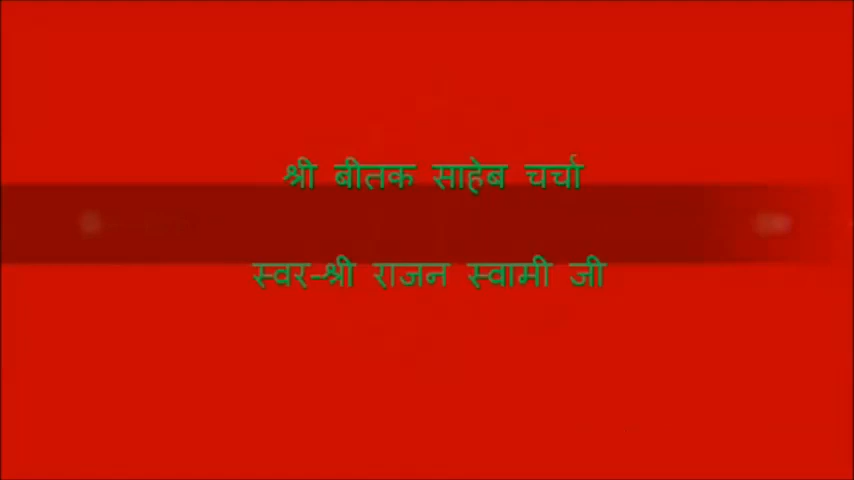 श्री बीतक साहेब चर्चा
स्वर-श्री राजन स्वामी जी